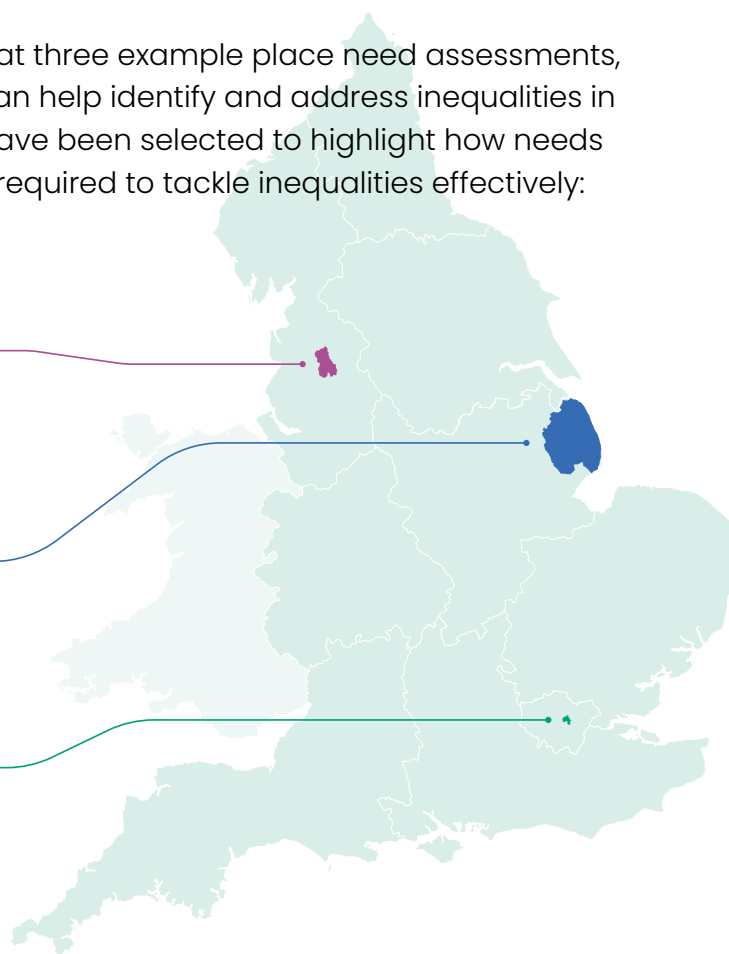 at three example place need assessments,
an help identify and address inequalities in
ave been selected to highlight how needs
required to tackle inequalities effectively: